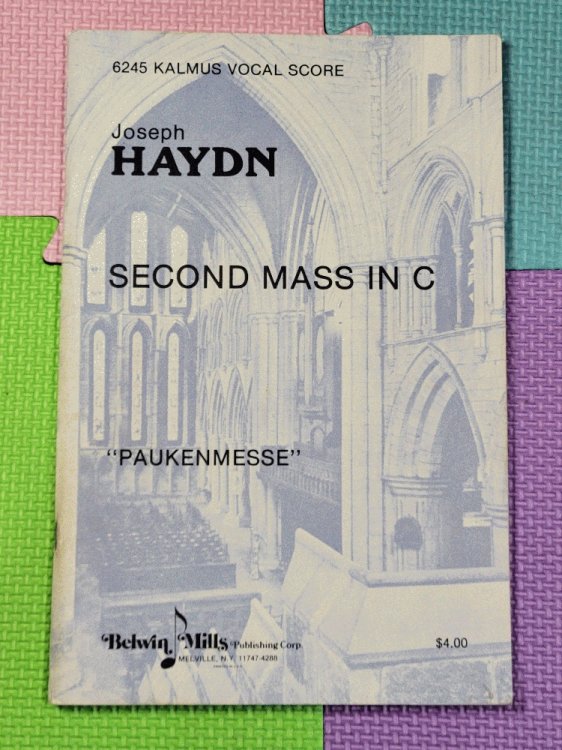 6245 KALMUS VOCAL SCORE
Joseph
HAYDN
SECOND MASS IN C
"PAUKENMESSE"
Belwin Mills Publishing Corp.
MELVILLE, N.Y. 11747-4288
$4.00